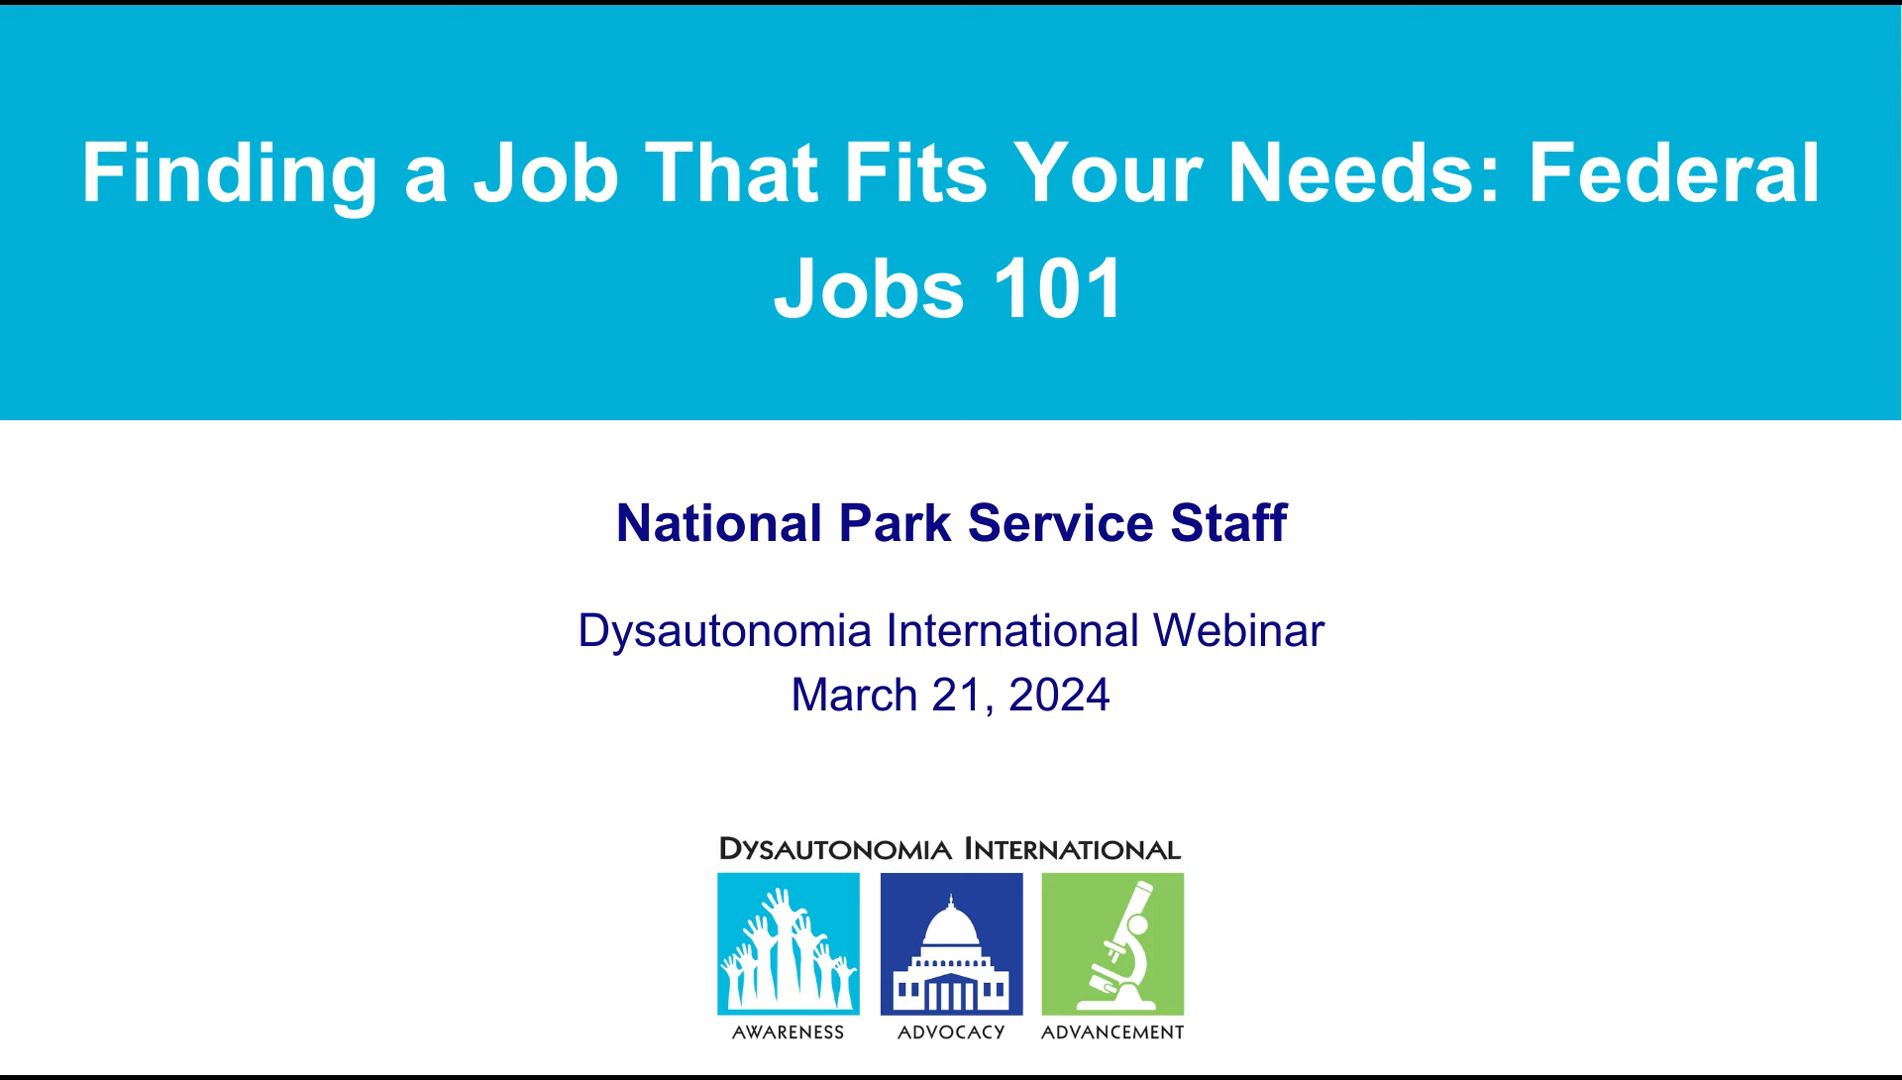 Finding a Job That Fits Your Needs: Federal
Jobs 101
National Park Service Staff
Dysautonomia International Webinar
March 21, 2024
DYSAUTONOMIA INTERNATIONAL
AWARENESS ADVOCACY ADVANCEMENT